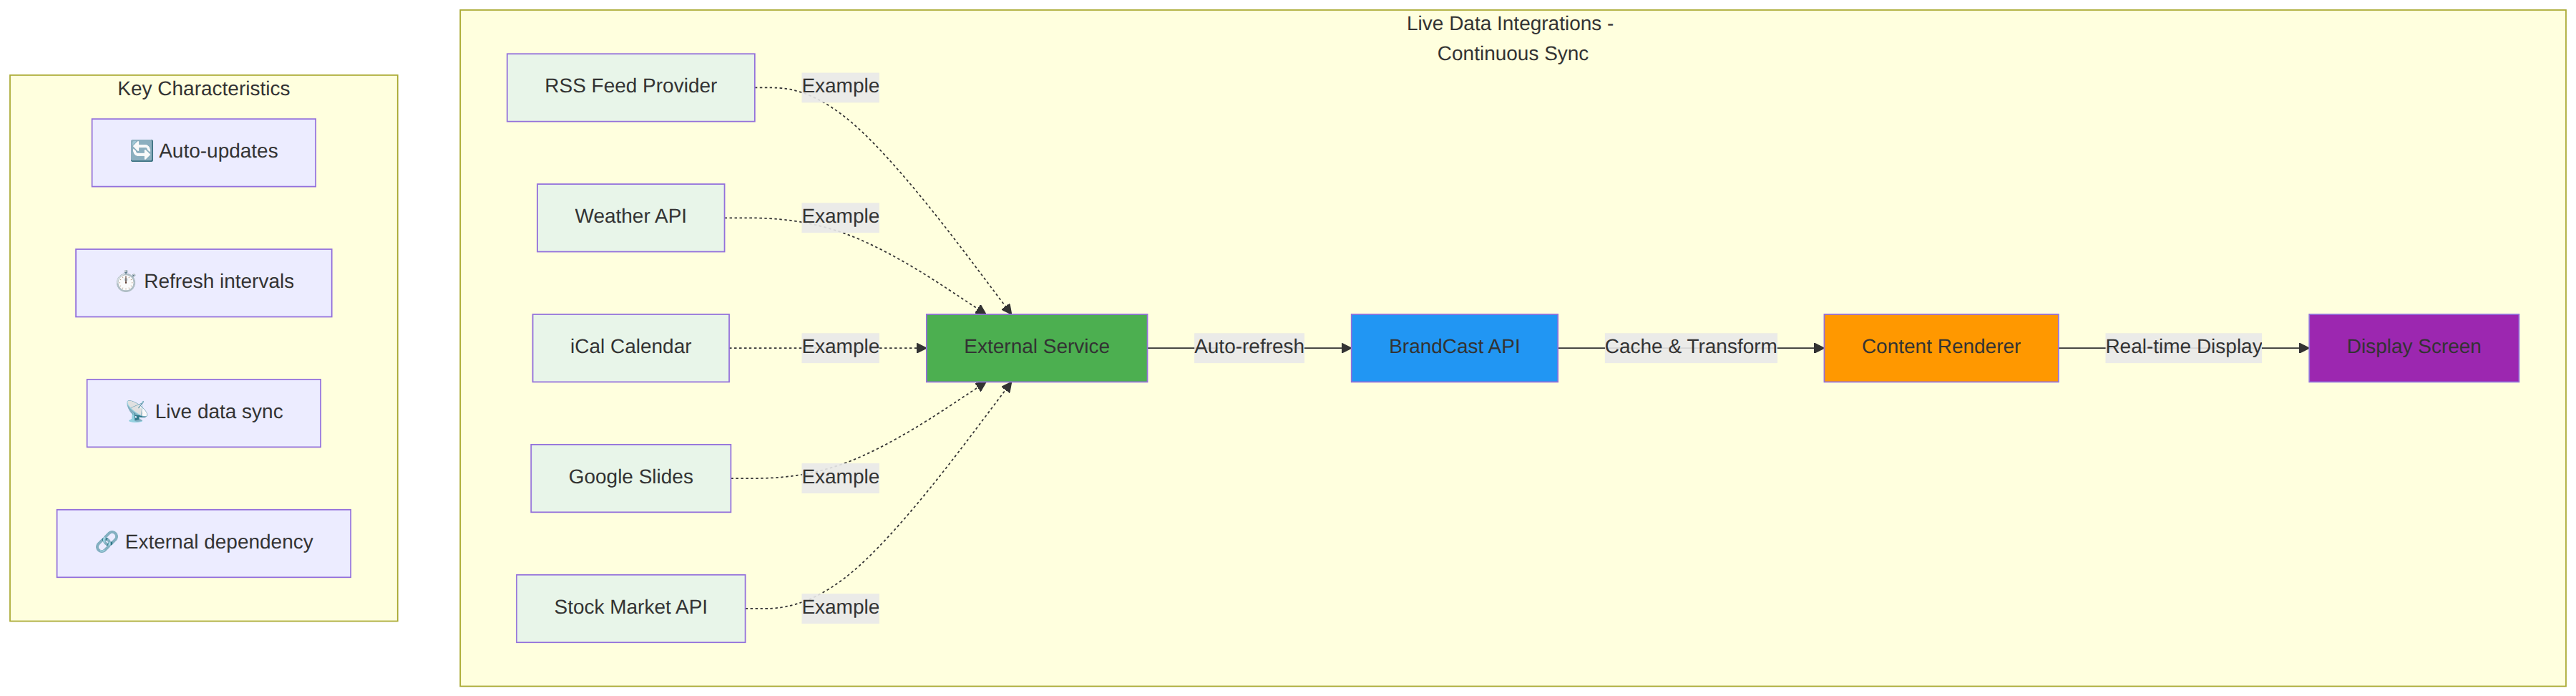 Key Characteristics
🔄 Auto-updates
⏱️ Refresh intervals
📡 Live data sync
🔗 External dependency
Live Data Integrations -
Continuous Sync
RSS Feed Provider
Example
Weather API
Example
iCal Calendar
Example
Google Slides
Example
Stock Market API
Example
External Service
Auto-refresh
BrandCast API
Cache & Transform
Content Renderer
Real-time Display
Display Screen